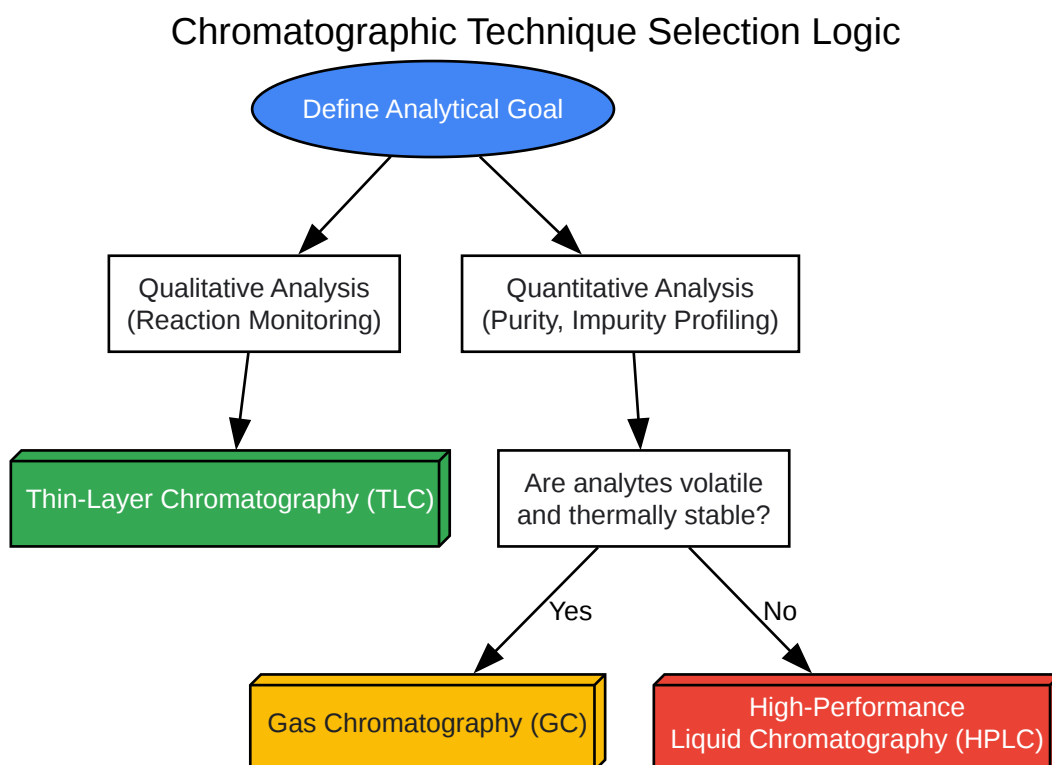 Chromatographic Technique Selection Logic
Define Analytical Goal
Qualitative Analysis
(Reaction Monitoring)
Quantitative Analysis
(Purity, Impurity Profiling)
Thin-Layer Chromatography (TLC)
Are analytes volatile
and thermally stable?
Yes
No
Gas Chromatography (GC)
High-Performance
Liquid Chromatography (HPLC)